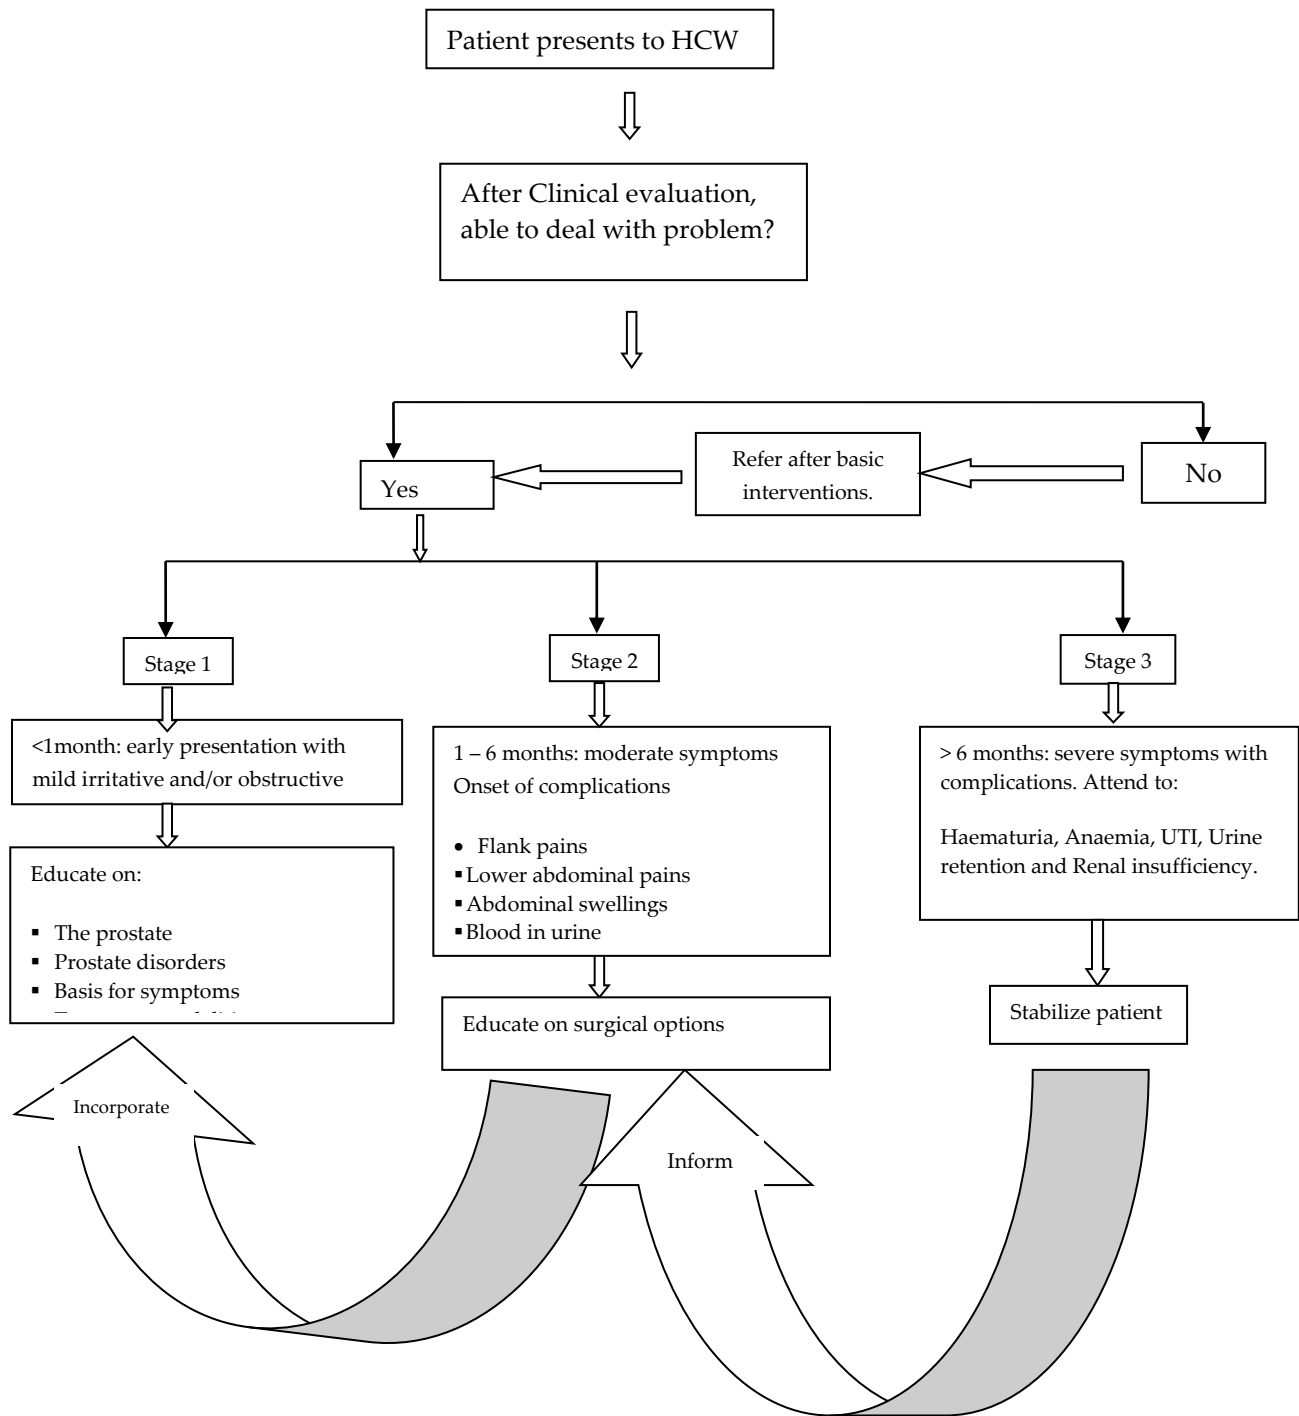 Patient presents to HCW
After Clinical evaluation,
able to deal with problem?
Refer after basic
interventions.
Yes
No
Stage 1
Stage 2
Stage 3
<1month: early presentation with
mild irritative and/or obstructive
1 – 6 months: moderate symptoms
Onset of complications
• Flank pains
▪ Lower abdominal pains
▪ Abdominal swellings
▪ Blood in urine
> 6 months: severe symptoms with
complications. Attend to:
Haematuria, Anaemia, UTI, Urine
retention and Renal insufficiency.
Educate on:
▪ The prostate
▪ Prostate disorders
▪ Basis for symptoms
Educate on surgical options
Stabilize patient
Incorporate
Inform